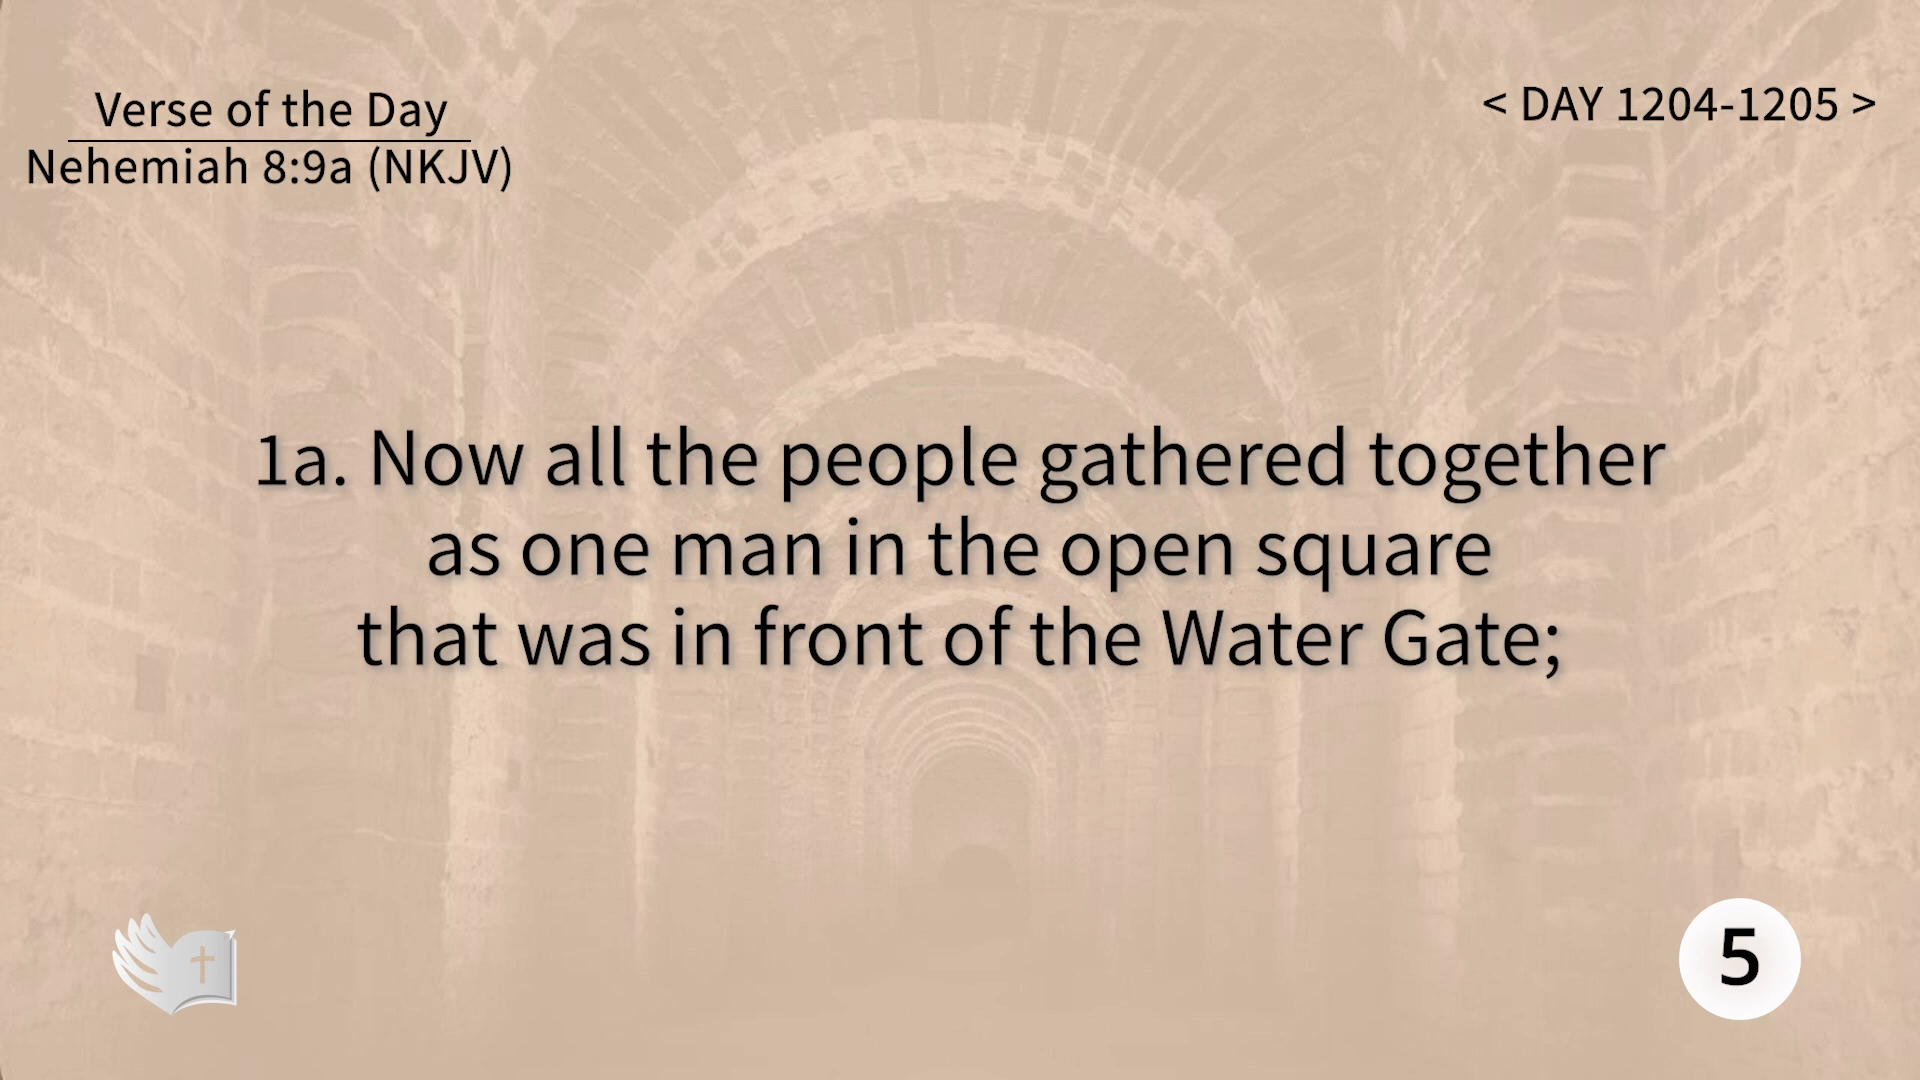 Verse of the Day
Nehemiah 8:9a (NKJV)
< DAY 1204-1205 >
1a. Now all the people gathered together
as one man in the open square
that was in front of the Water Gate;
5